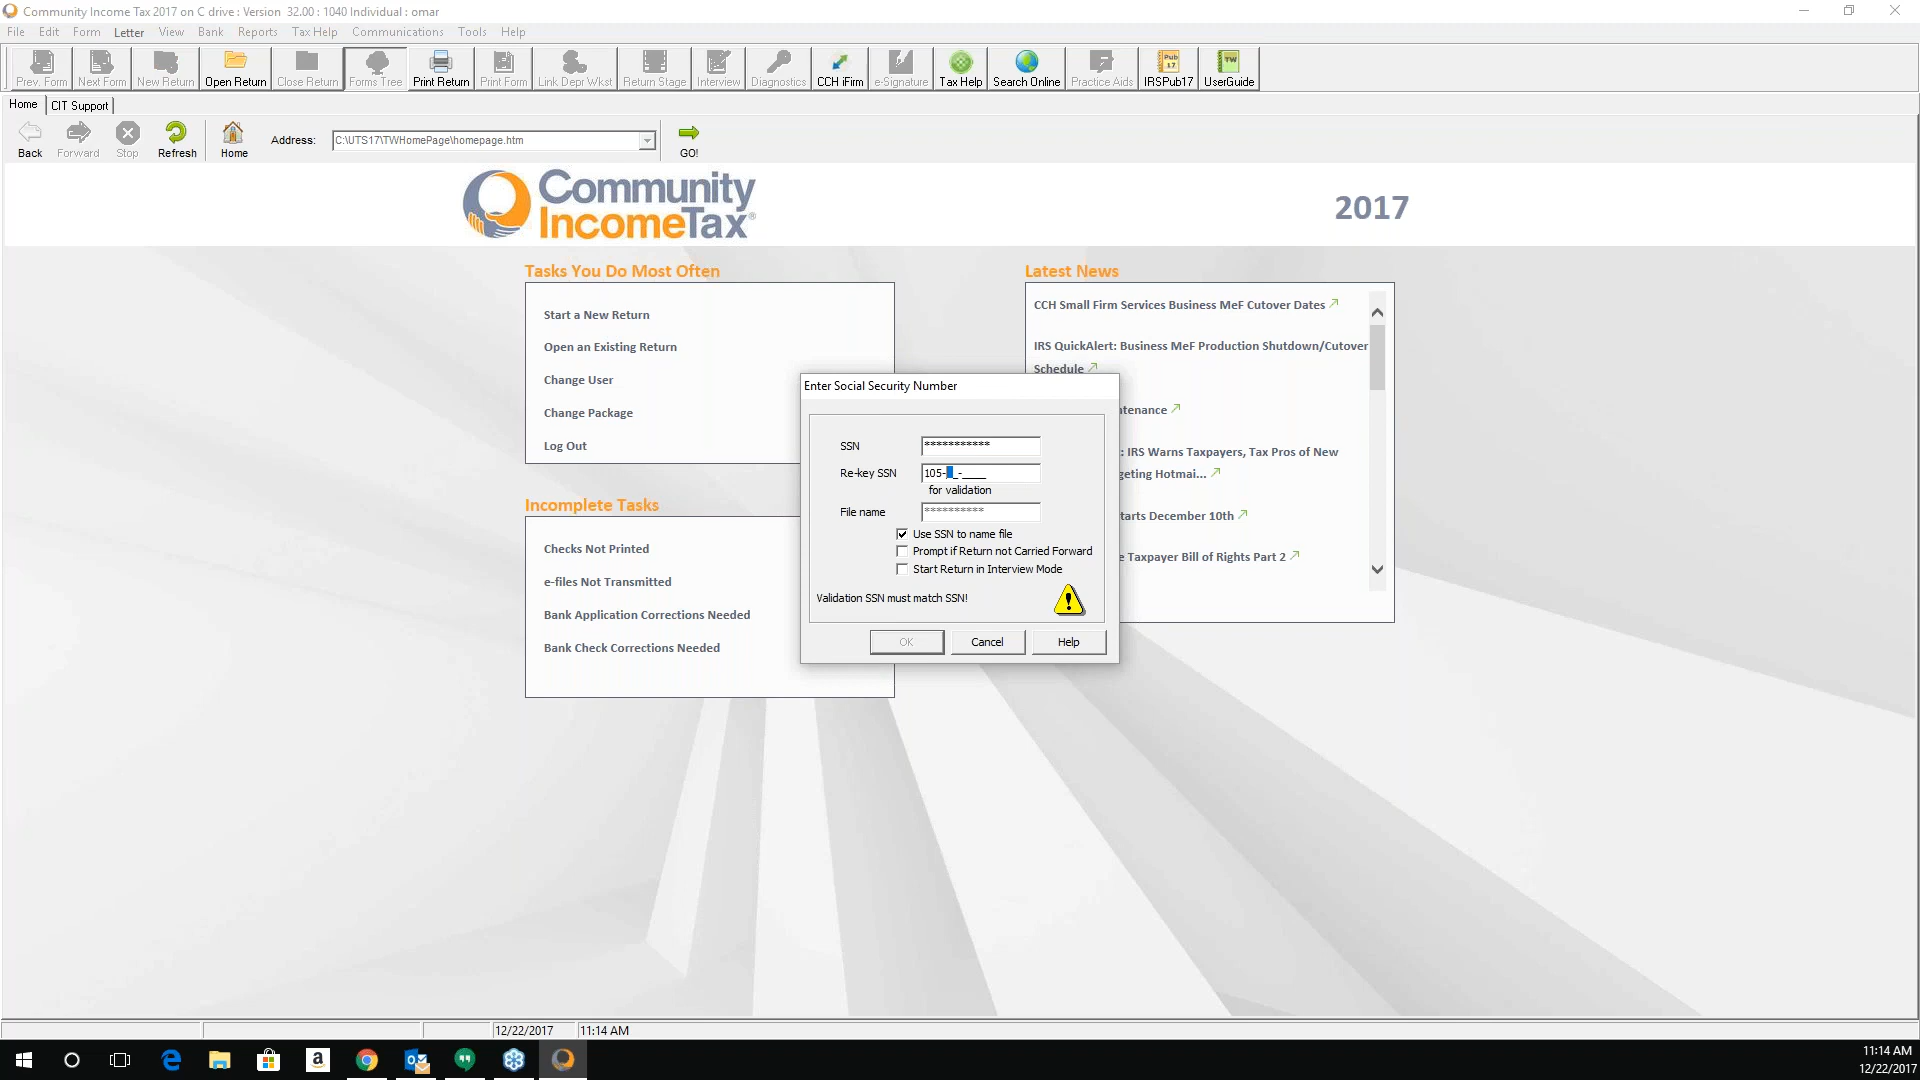 Community Income Tax 2017 on C drive : Version 32.00 : 1040 Individual : omar
File Edit Form Letter View Bank Reports Tax Help Communications Tools Help
Prev. Form Next Form New Return Open Return Close Return Forms Tree Print Return Print Form Link Depr Wkst Return Stage Interview Diagnostics CCH iFirm e-Signature Tax Help Search Online Practice Aids IRSPub17 UserGuide
Home CIT Support
Address: C:\UTS17\TWHomePage\homepage.htm
Back Forward Stop Refresh Home GO!
Community
IncomeTax®
2017
Tasks You Do Most Often
Start a New Return
Open an Existing Return
Change User
Change Package
Log Out
Incomplete Tasks
Checks Not Printed
e-files Not Transmitted
Bank Application Corrections Needed
Bank Check Corrections Needed
Latest News
CCH Small Firm Services Business MeF Cutover Dates
IRS QuickAlert: Business MeF Production Shutdown/Cutover
Schedule
ntenance
: IRS Warns Taxpayers, Tax Pros of New
geting Hotmai...
tarts December 10th
e Taxpayer Bill of Rights Part 2
Enter Social Security Number
SSN ***********
Re-key SSN 105-__-____
for validation
File name **********
Use SSN to name file
Prompt if Return not Carried Forward
Start Return in Interview Mode
Validation SSN must match SSN!
OK Cancel Help
12/22/2017 11:14 AM
11:14 AM
12/22/2017